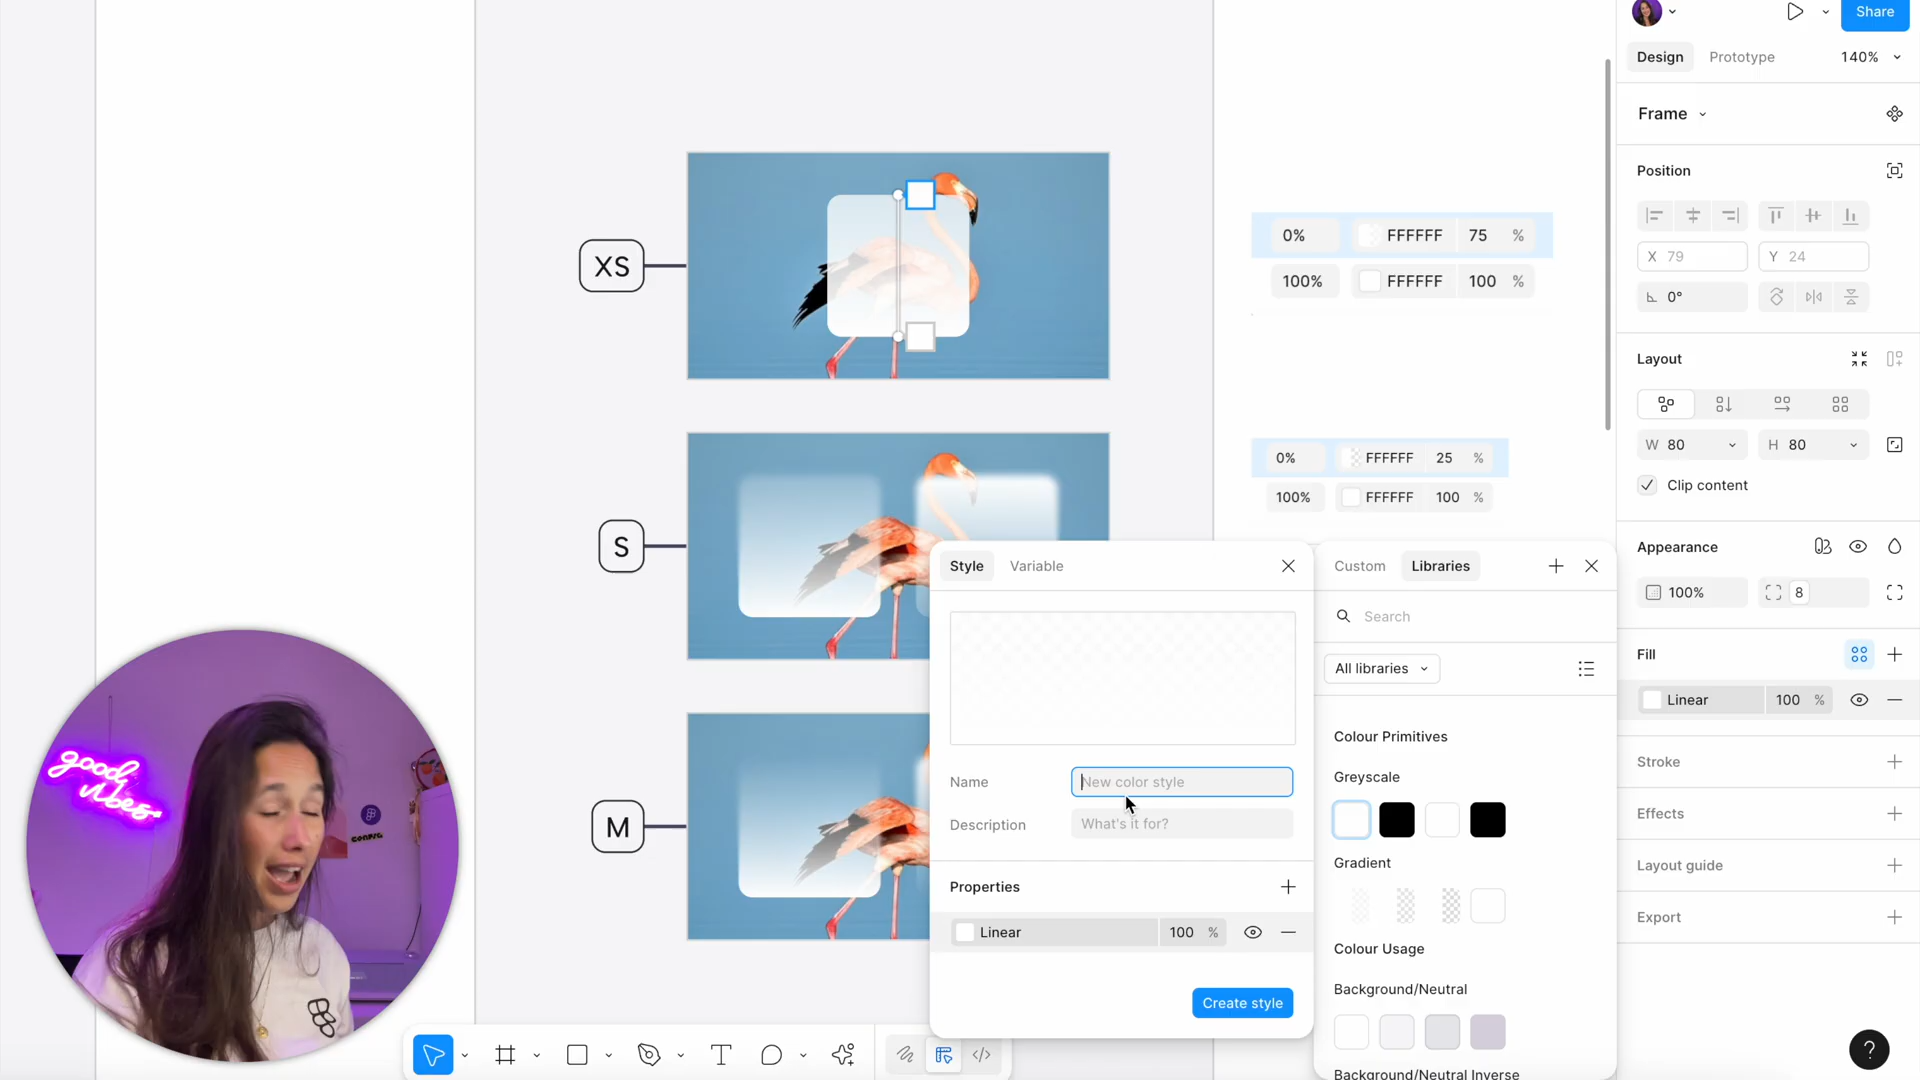 Share
Design Prototype 140%
Frame
Position
X 79 Y 24
0°
Layout
W 80 H 80
Clip content
Appearance
100% 8
Fill
Linear 100 %
Stroke
Effects
Layout guide
Export
XS
S
M
0% FFFFFF 75 %
100% FFFFFF 100 %
0% FFFFFF 25 %
100% FFFFFF 100 %
Style Variable
Name New color style
Description What's it for?
Properties
Linear 100 %
Create style
Custom Libraries
Search
All libraries
Colour Primitives
Greyscale
Gradient
Colour Usage
Background/Neutral
Background/Neutral Inverse
good
vibes
CONFIG
?